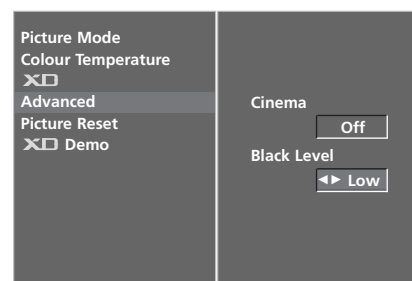 Picture Mode
Colour Temperature
XD
Advanced
Picture Reset
XD Demo
Cinema
Off
Black Level
◄► Low